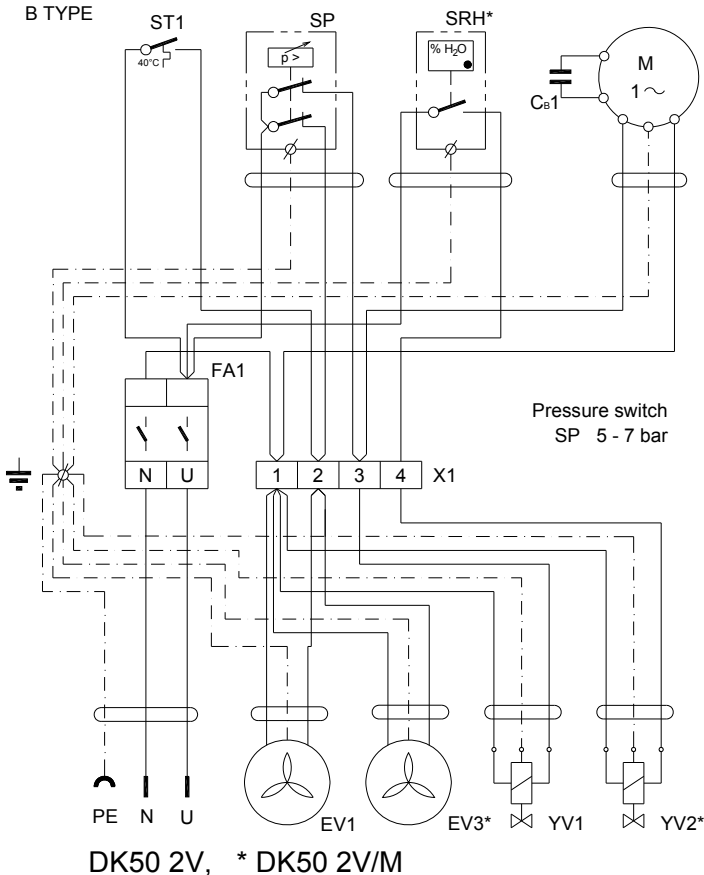 B TYPE
ST1
SP
SRH*
40°C
p >
% H₂O
M
1 ~
CB1
FA1
Pressure switch
SP 5 - 7 bar
N U
1 2 3 4 X1
PE N U
EV1
EV3*
YV1
YV2*
DK50 2V, * DK50 2V/M